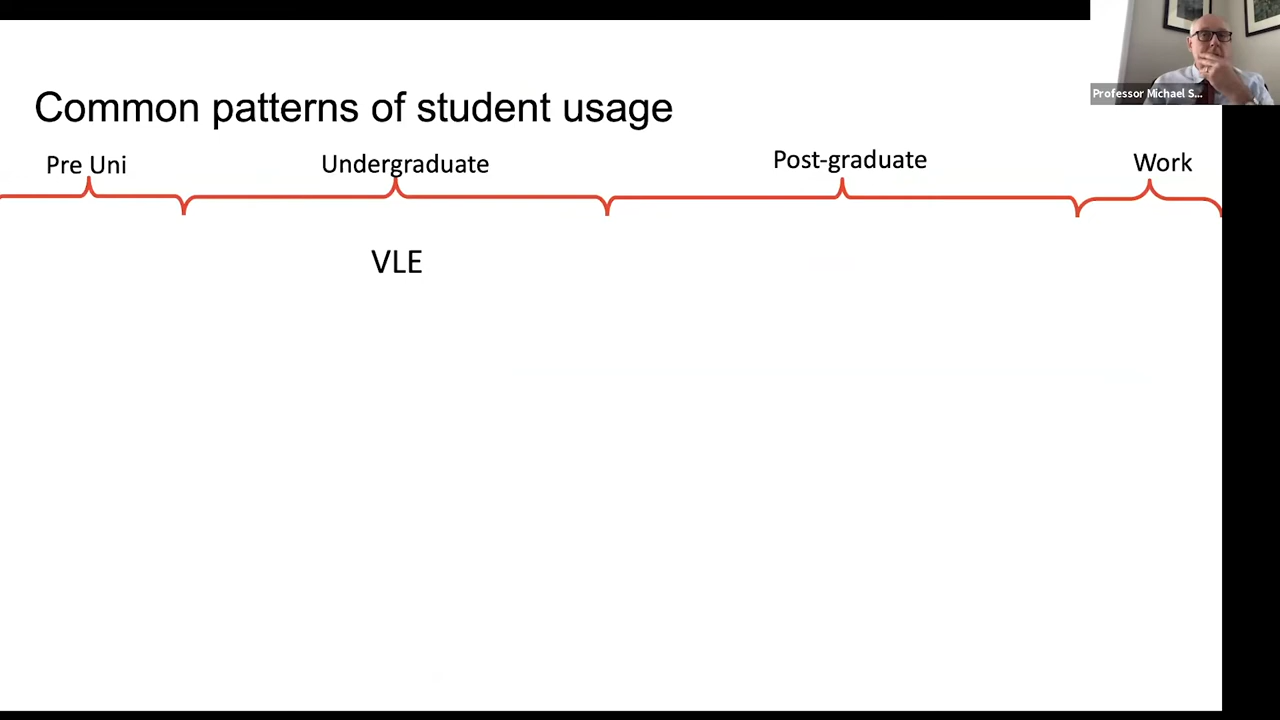 Professor Michael S...
Common patterns of student usage
Pre Uni
Undergraduate
Post-graduate
Work
VLE